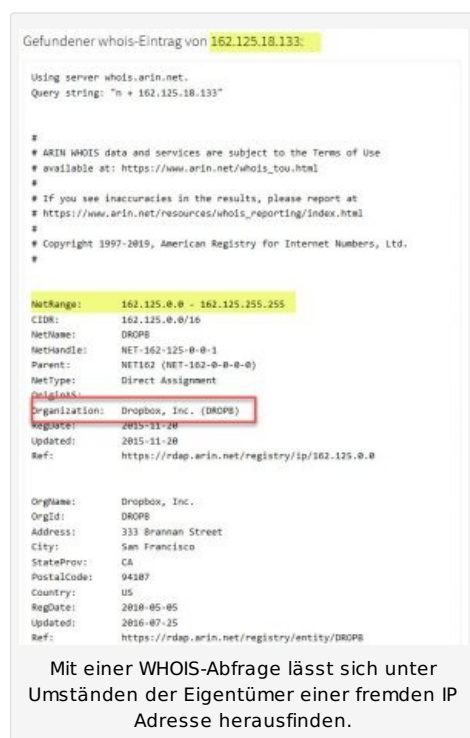 Gefundener whois-Eintrag von 162.125.18.133:
Using server whois.arin.net.
Query string: "n + 162.125.18.133"
#
# ARIN WHOIS data and services are subject to the Terms of Use
# available at: https://www.arin.net/whois_tou.html
#
# If you see inaccuracies in the results, please report at
# https://www.arin.net/resources/whois_reporting/index.html
#
# Copyright 1997-2019, American Registry for Internet Numbers, Ltd.
#
NetRange: 162.125.0.0 - 162.125.255.255
CIDR: 162.125.0.0/16
NetName: DROPB
NetHandle: NET-162-125-0-0-1
Parent: NET162 (NET-162-0-0-0-0)
NetType: Direct Assignment
OriginAS:
Organization: Dropbox, Inc. (DROPB)
RegDate: 2015-11-20
Updated: 2015-11-20
Ref: https://rdap.arin.net/registry/ip/162.125.0.0
OrgName: Dropbox, Inc.
OrgId: DROPB
Address: 333 Brannan Street
City: San Francisco
StateProv: CA
PostalCode: 94107
Country: US
RegDate: 2010-05-05
Updated: 2016-07-25
Ref: https://rdap.arin.net/registry/entity/DROPB
Mit einer WHOIS-Abfrage lässt sich unter
Umständen der Eigentümer einer fremden IP
Adresse herausfinden.